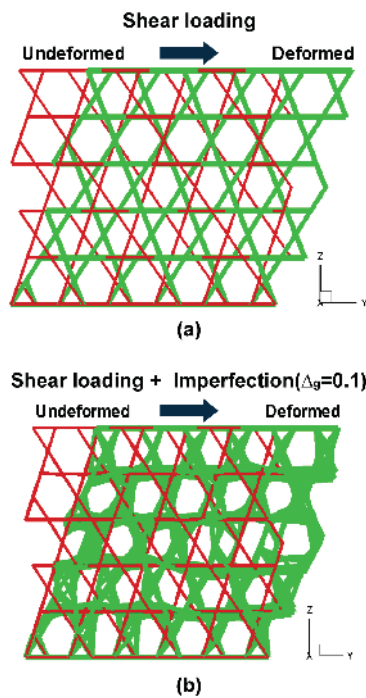 Shear loading
Undeformed Deformed
Z
Y
X
(a)
Shear loading + Imperfection(Δg=0.1)
Undeformed Deformed
Z
X Y
(b)